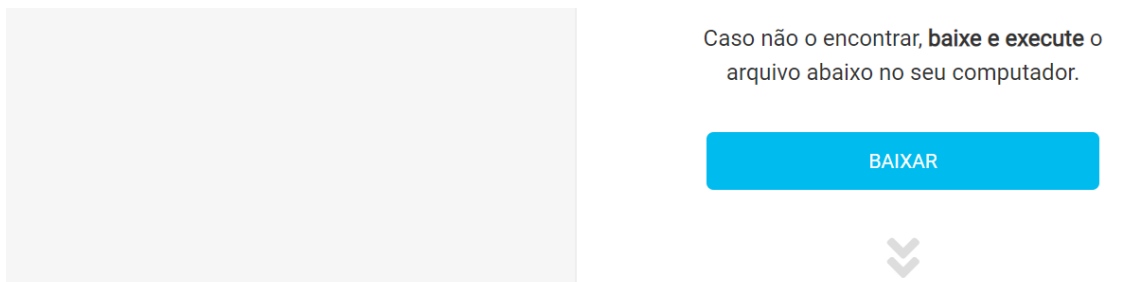 Caso não o encontrar, baixe e execute o
arquivo abaixo no seu computador.
BAIXAR